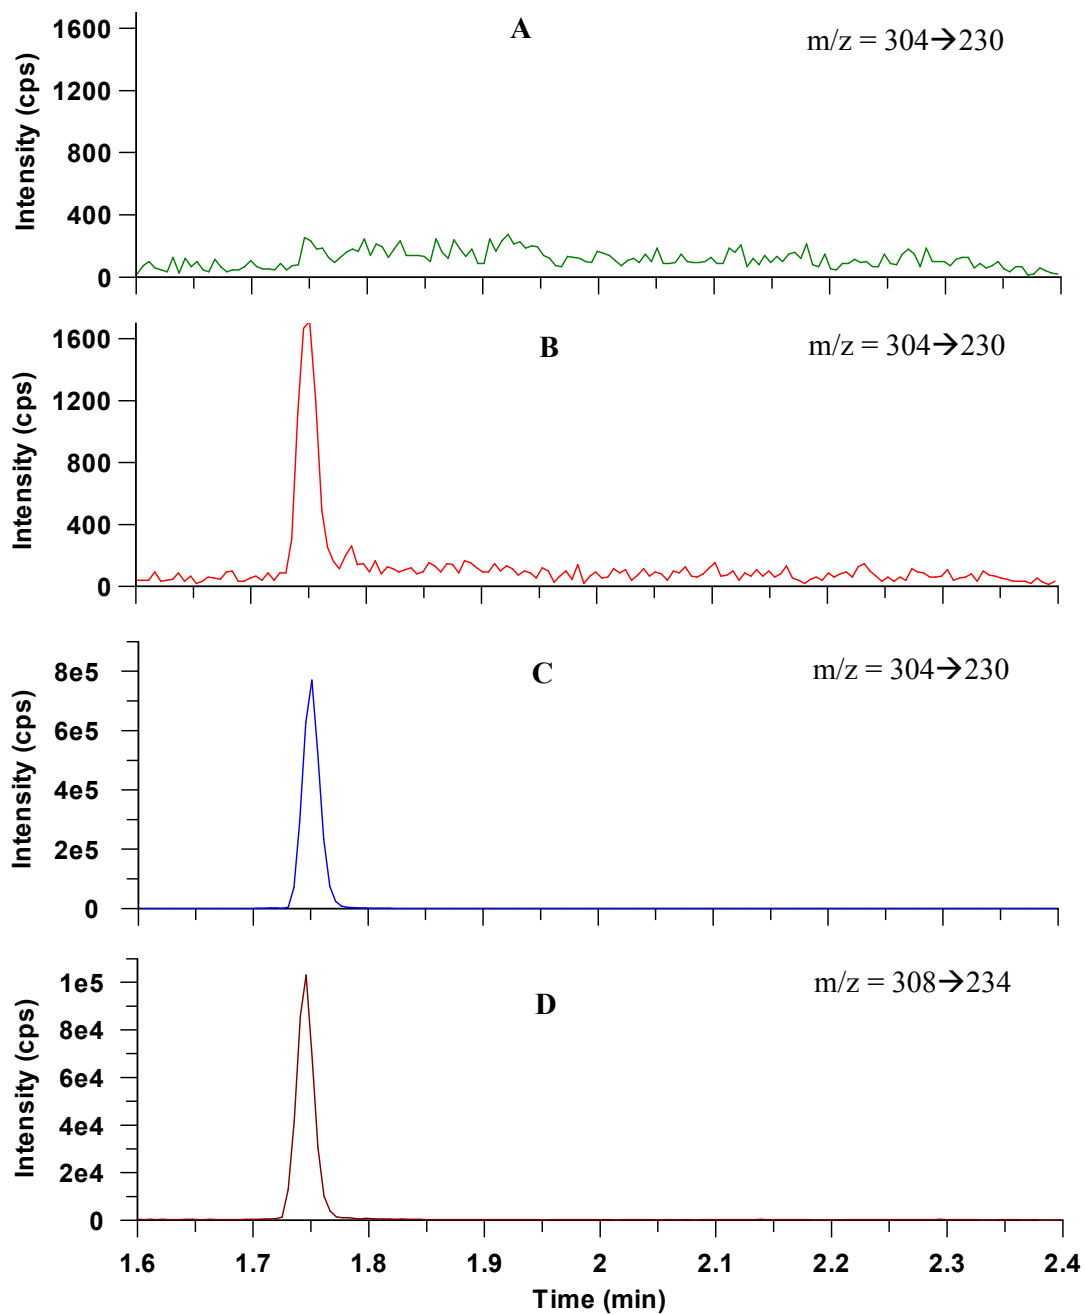 A
m/z = 304→230
Intensity (cps)
1600
1200
800
400
0
B
m/z = 304→230
Intensity (cps)
1600
1200
800
400
0
C
m/z = 304→230
Intensity (cps)
8e5
6e5
4e5
2e5
0
D
m/z = 308→234
Intensity (cps)
1e5
8e4
6e4
4e4
2e4
0
1.6 1.7 1.8 1.9 2 2.1 2.2 2.3 2.4
Time (min)